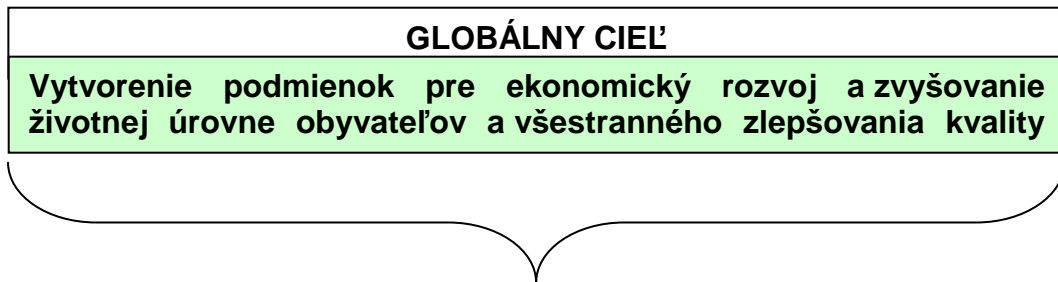 GLOBÁLNY CIEĽ
Vytvorenie podmienok pre ekonomický rozvoj a zvyšovanie
životnej úrovne obyvateľov a všestranného zlepšovania kvality